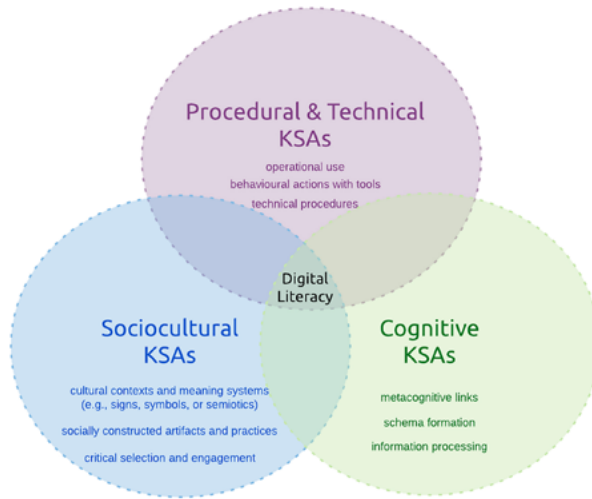 Procedural & Technical
KSAs
operational use
behavioural actions with tools
technical procedures
Digital
Literacy
Sociocultural
KSAs
cultural contexts and meaning systems
(e.g., signs, symbols, or semiotics)
socially constructed artifacts and practices
critical selection and engagement
Cognitive
KSAs
metacognitive links
schema formation
information processing